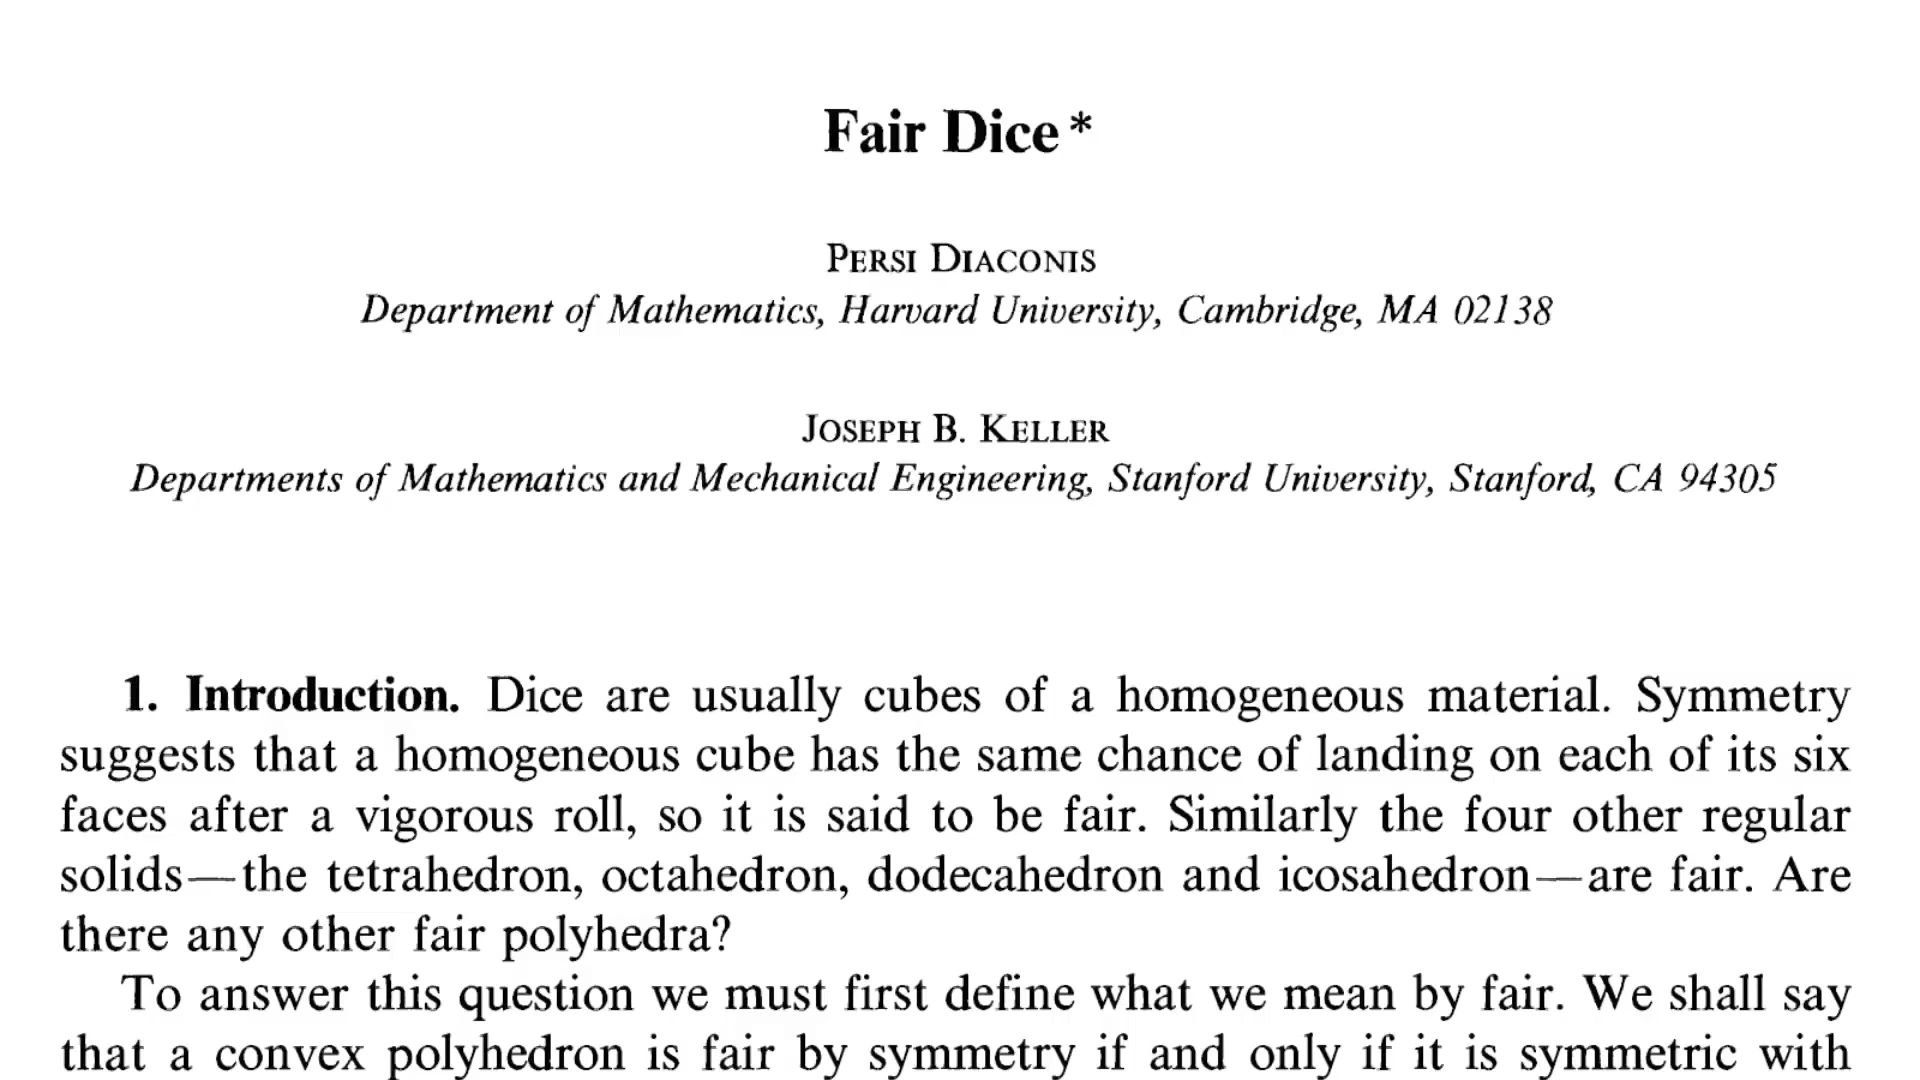 Fair Dice*
PERSI DIACONIS
Department of Mathematics, Harvard University, Cambridge, MA 02138
JOSEPH B. KELLER
Departments of Mathematics and Mechanical Engineering, Stanford University, Stanford, CA 94305
1. Introduction. Dice are usually cubes of a homogeneous material. Symmetry
suggests that a homogeneous cube has the same chance of landing on each of its six
faces after a vigorous roll, so it is said to be fair. Similarly the four other regular
solids—the tetrahedron, octahedron, dodecahedron and icosahedron—are fair. Are
there any other fair polyhedra?
To answer this question we must first define what we mean by fair. We shall say
that a convex polyhedron is fair by symmetry if and only if it is symmetric with